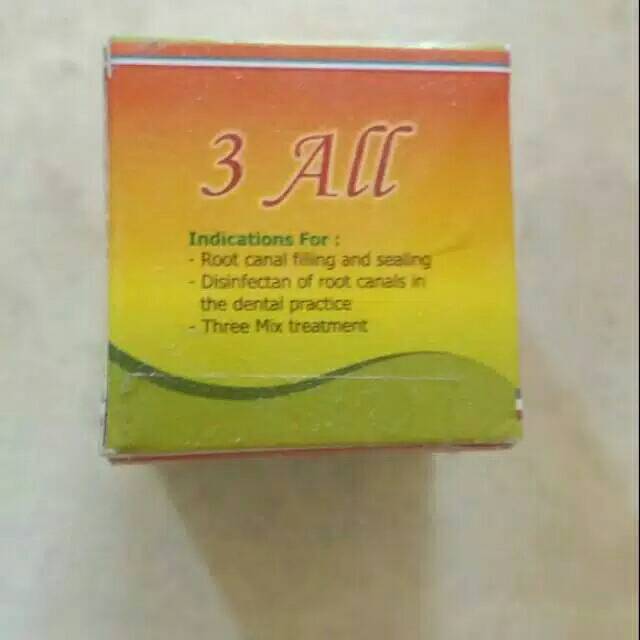 3 All
Indications For :
- Root canal filling and sealing
- Disinfectan of root canals in
the dental practice
- Three Mix treatment